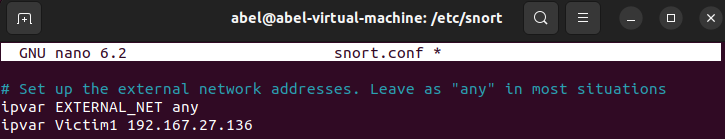 abel@abel-virtual-machine: /etc/snort
GNU nano 6.2 snort.conf *
# Set up the external network addresses. Leave as "any" in most situations
ipvar EXTERNAL_NET any
ipvar Victim1 192.167.27.136